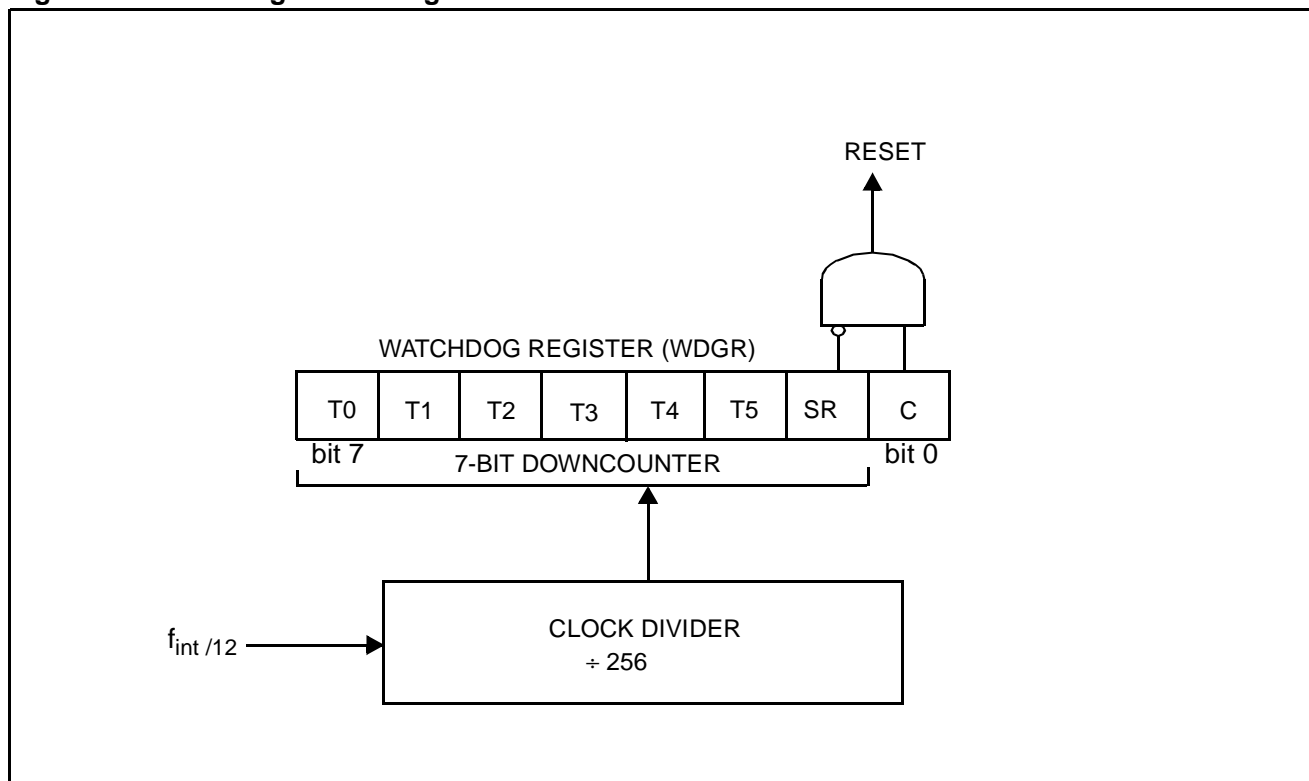 RESET
WATCHDOG REGISTER (WDGR)
T0 T1 T2 T3 T4 T5 SR C
bit 7 7-BIT DOWNCOUNTER bit 0
CLOCK DIVIDER
fint /12
÷ 256